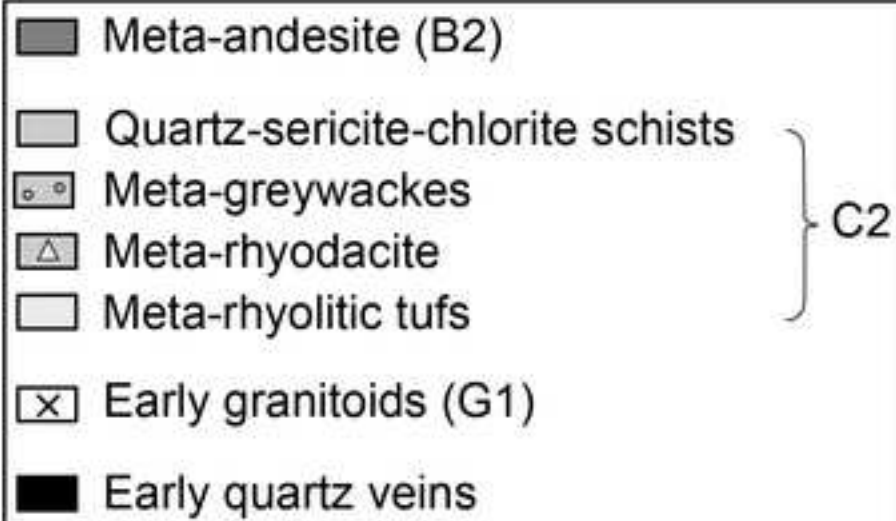 Meta-andesite (B2)
Quartz-sericite-chlorite schists
Meta-greywackes
C2
Meta-rhyodacite
Meta-rhyolitic tufs
Early granitoids (G1)
Early quartz veins